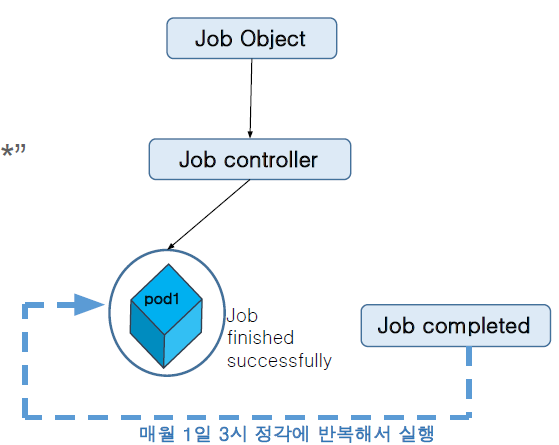 Job Object
*”
Job controller
pod1
Job
finished
successfully
Job completed
매월 1일 3시 정각에 반복해서 실행